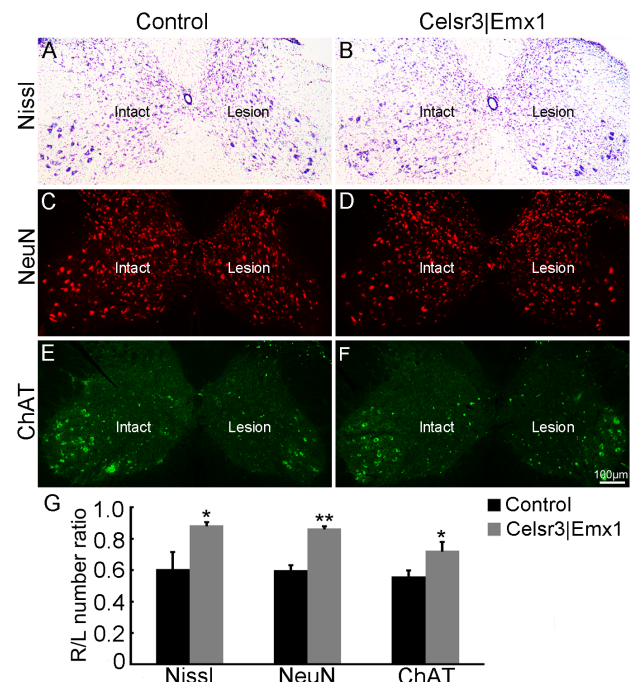 Control Celsr3|Emx1
A B
Nissl Intact Lesion Intact Lesion
C D
NeuN Intact Lesion Intact Lesion
E F
ChAT Intact Lesion Intact Lesion
100μm
G
R/L number ratio
1.0
0.8
0.6
0.4
0.2
0
* ** *
Control
Celsr3|Emx1
Nissl NeuN ChAT